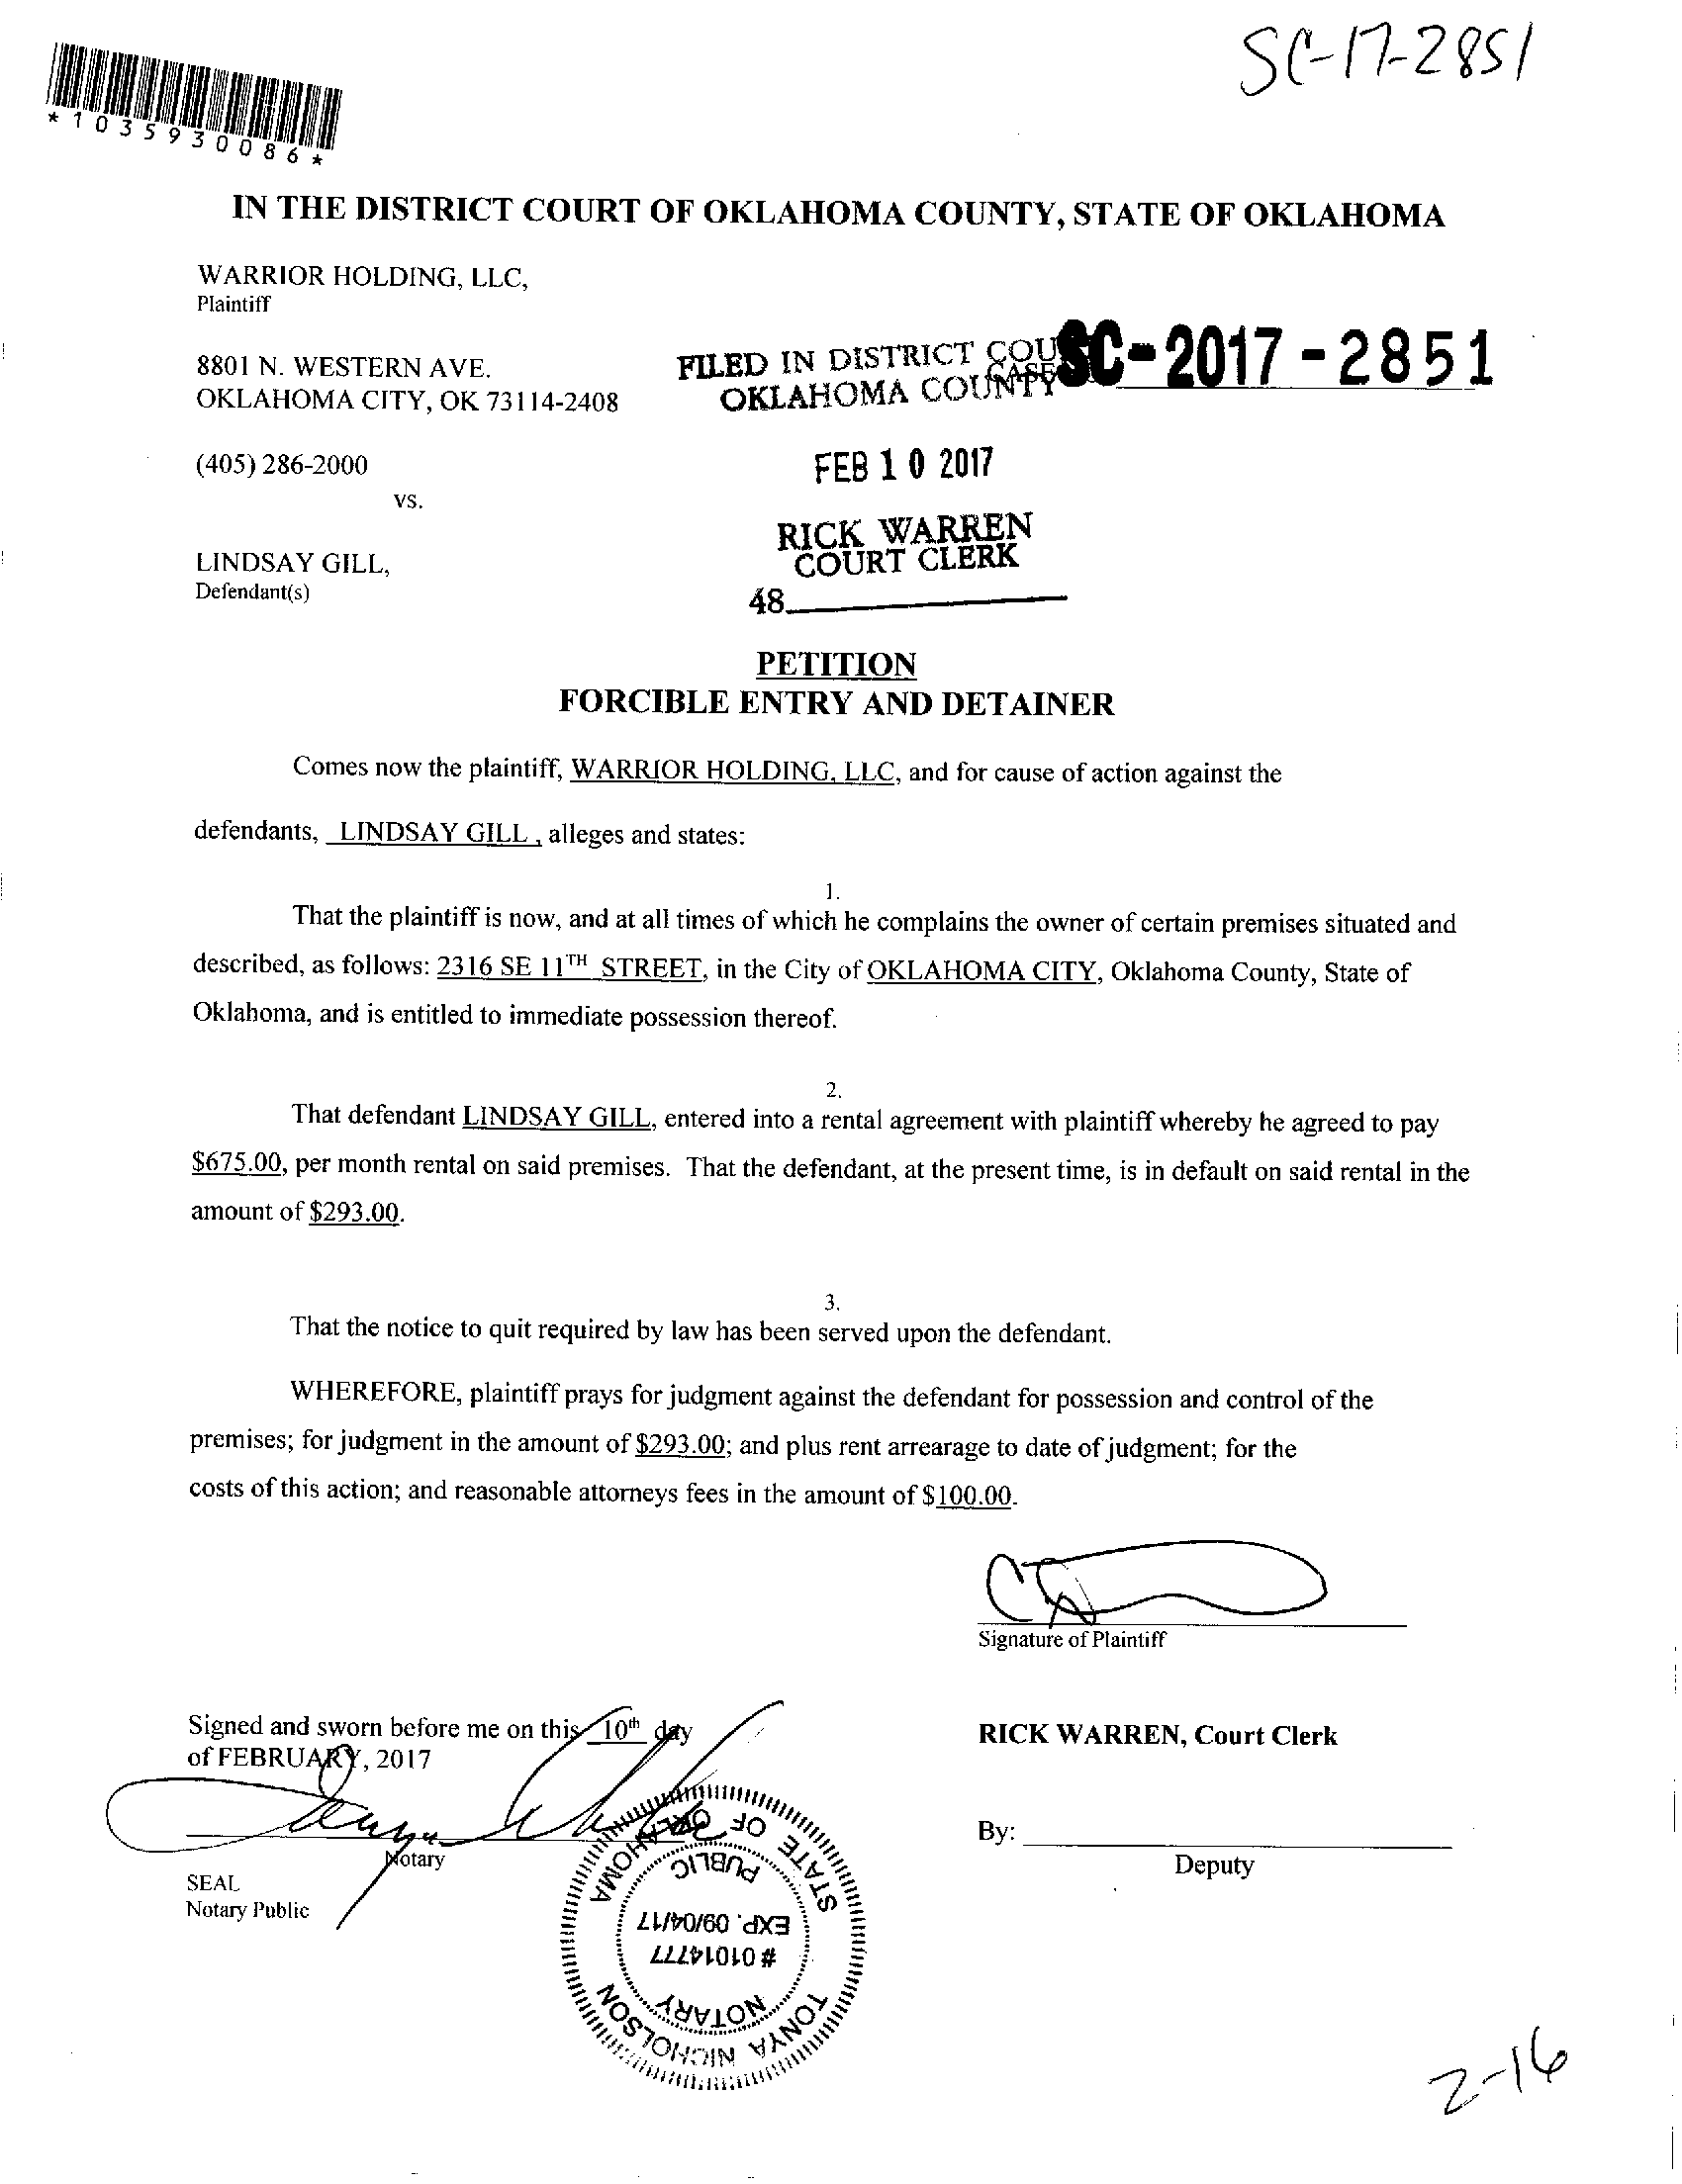 SC-17-2851
*1035930086*
IN THE DISTRICT COURT OF OKLAHOMA COUNTY, STATE OF OKLAHOMA
WARRIOR HOLDING, LLC,
Plaintiff
8801 N. WESTERN AVE.
OKLAHOMA CITY, OK 73114-2408
(405) 286-2000
vs.
LINDSAY GILL,
Defendant(s)
FILED IN DISTRICT COU
OKLAHOMA COUNTY
CASE SC-2017-2851
FEB 10 2017
RICK WARREN
COURT CLERK
48
PETITION
FORCIBLE ENTRY AND DETAINER
Comes now the plaintiff, WARRIOR HOLDING, LLC, and for cause of action against the
defendants, LINDSAY GILL , alleges and states:
1.
That the plaintiff is now, and at all times of which he complains the owner of certain premises situated and
described, as follows: 2316 SE 11TH STREET, in the City of OKLAHOMA CITY, Oklahoma County, State of
Oklahoma, and is entitled to immediate possession thereof.
2.
That defendant LINDSAY GILL, entered into a rental agreement with plaintiff whereby he agreed to pay
$675.00, per month rental on said premises. That the defendant, at the present time, is in default on said rental in the
amount of $293.00.
3.
That the notice to quit required by law has been served upon the defendant.
WHEREFORE, plaintiff prays for judgment against the defendant for possession and control of the
premises; for judgment in the amount of $293.00; and plus rent arrearage to date of judgment; for the
costs of this action; and reasonable attorneys fees in the amount of $100.00.
Signature of Plaintiff
Signed and sworn before me on this 10th day
of FEBRUARY, 2017
Notary
SEAL
Notary Public
RICK WARREN, Court Clerk
By:
Deputy
TONYA NICHOLSON
STATE OF OKLAHOMA
NOTARY
# 01014777
EXP. 09/04/17
PUBLIC
2-16